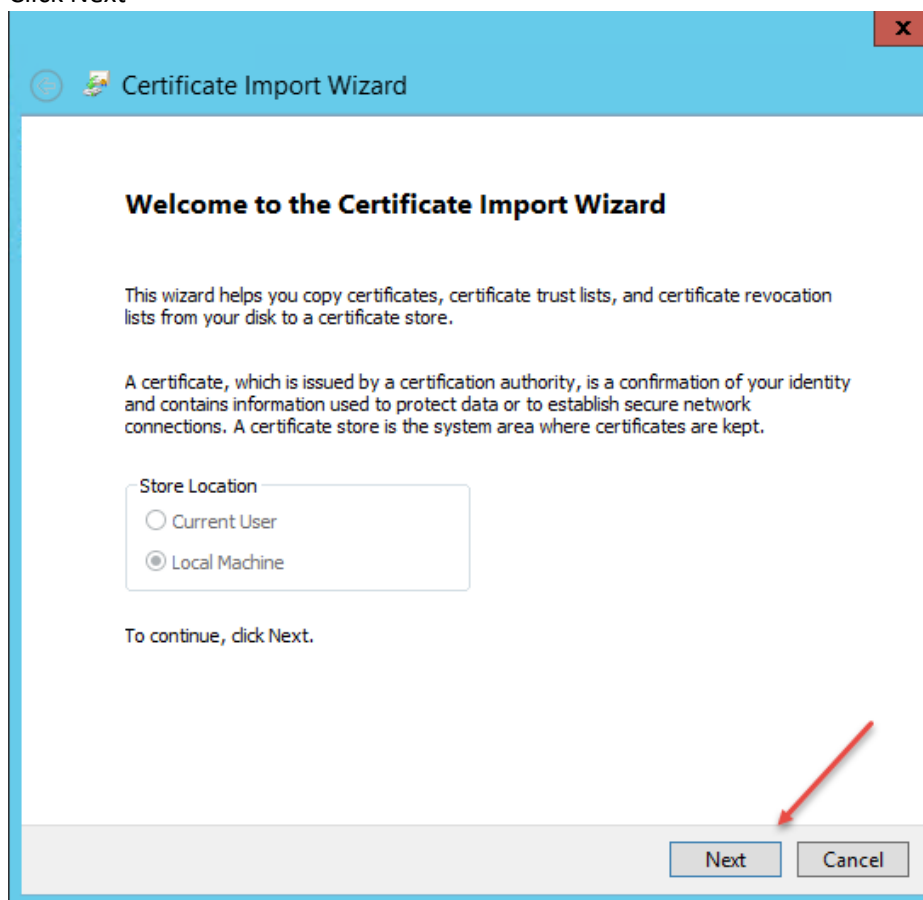 Click Next
x
Certificate Import Wizard
Welcome to the Certificate Import Wizard
This wizard helps you copy certificates, certificate trust lists, and certificate revocation
lists from your disk to a certificate store.
A certificate, which is issued by a certification authority, is a confirmation of your identity
and contains information used to protect data or to establish secure network
connections. A certificate store is the system area where certificates are kept.
Store Location
Current User
Local Machine
To continue, click Next.
Next Cancel